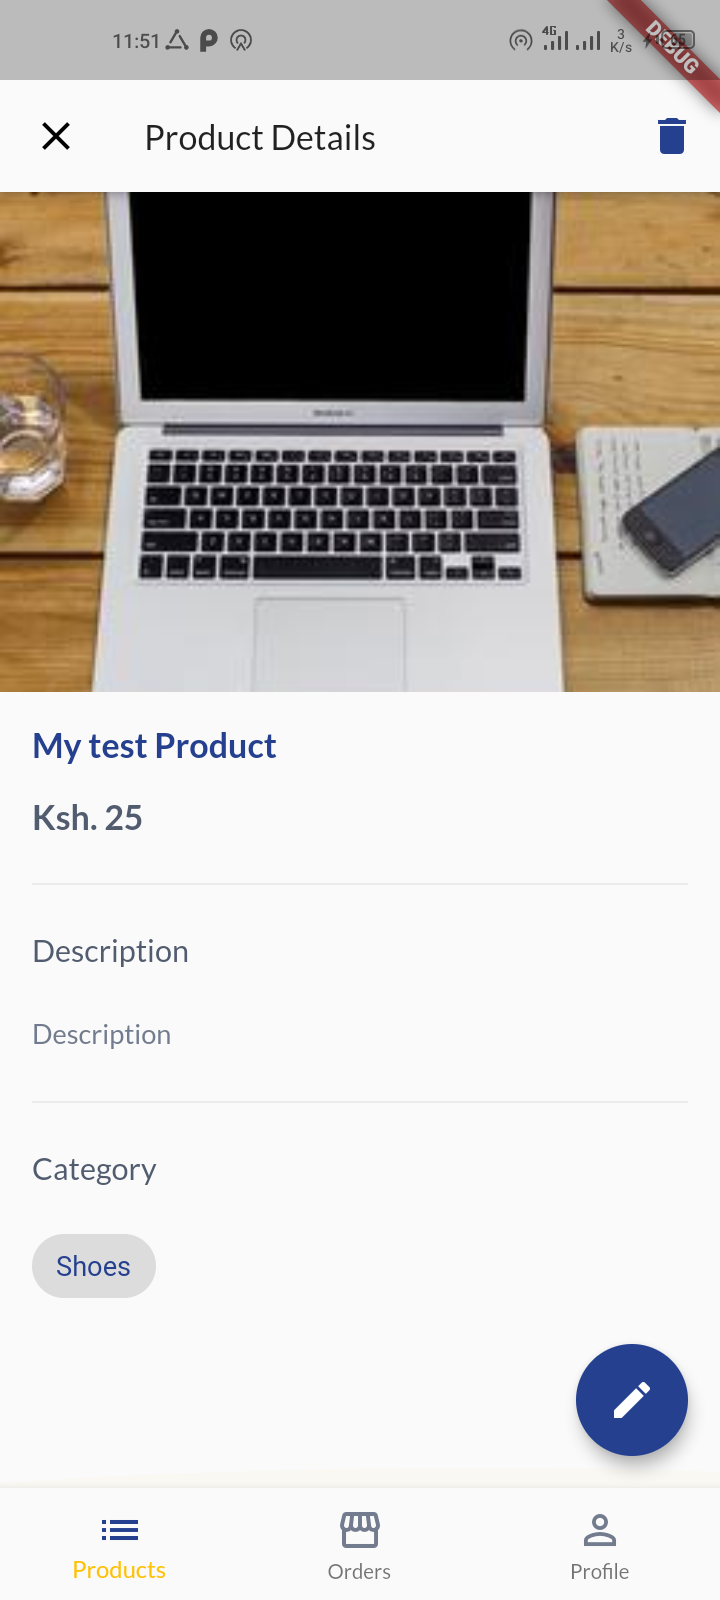 11:51
4G
3
K/s
DEBUG
Product Details
My test Product
Ksh. 25
Description
Description
Category
Shoes
Products
Orders
Profile